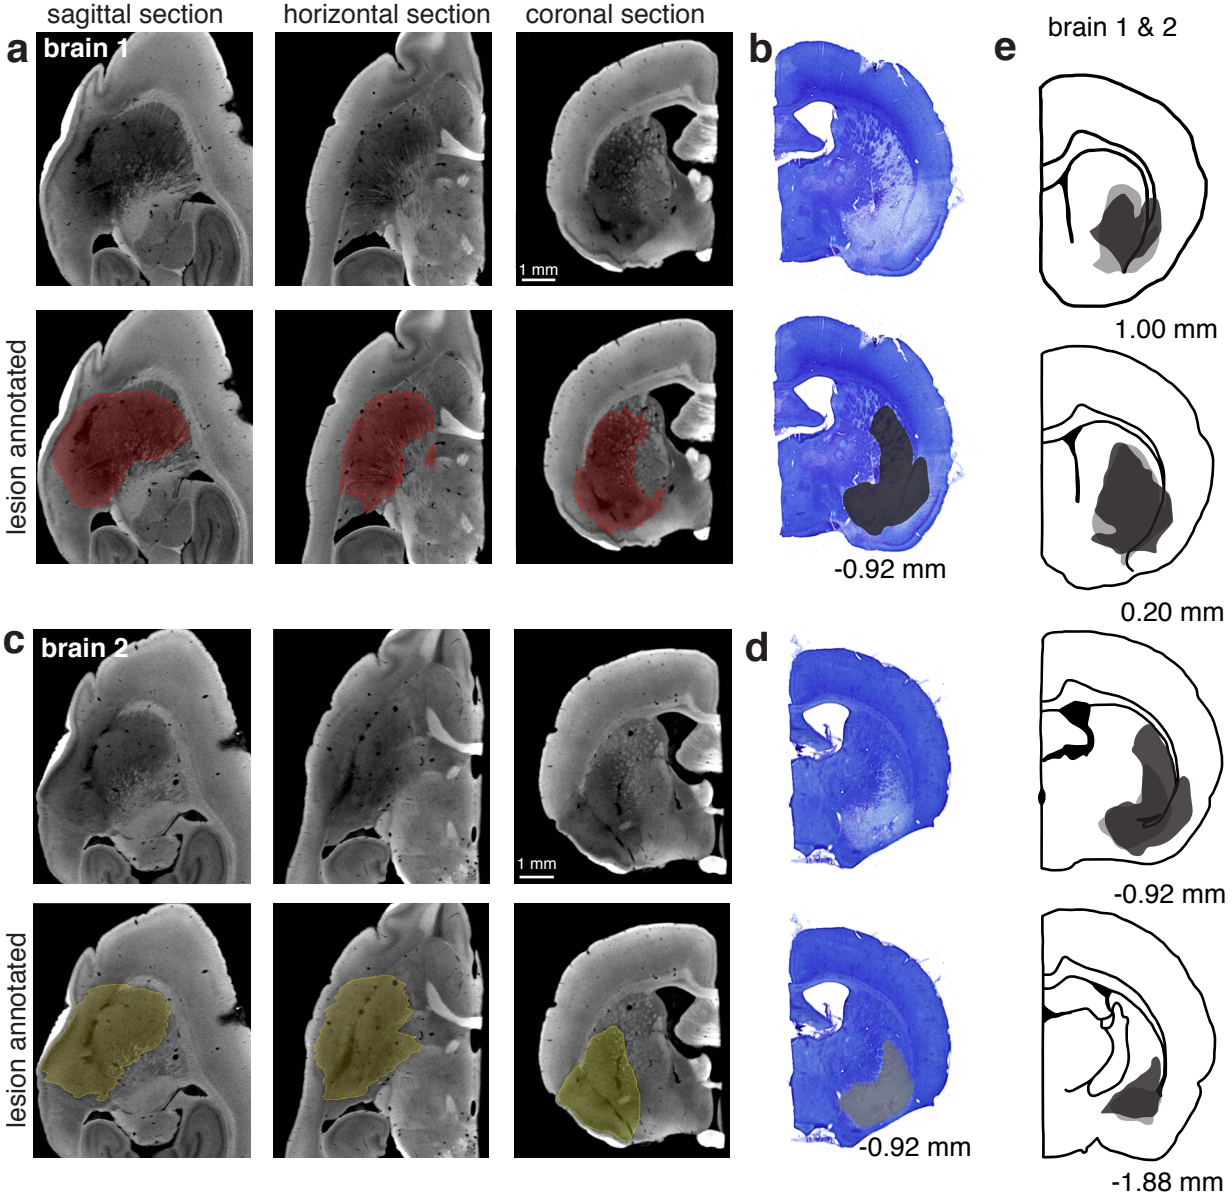 sagittal section
horizontal section
coronal section
a
brain 1
b
e
brain 1 & 2
1 mm
1.00 mm
lesion annotated
-0.92 mm
0.20 mm
c
brain 2
d
1 mm
-0.92 mm
lesion annotated
-0.92 mm
-1.88 mm